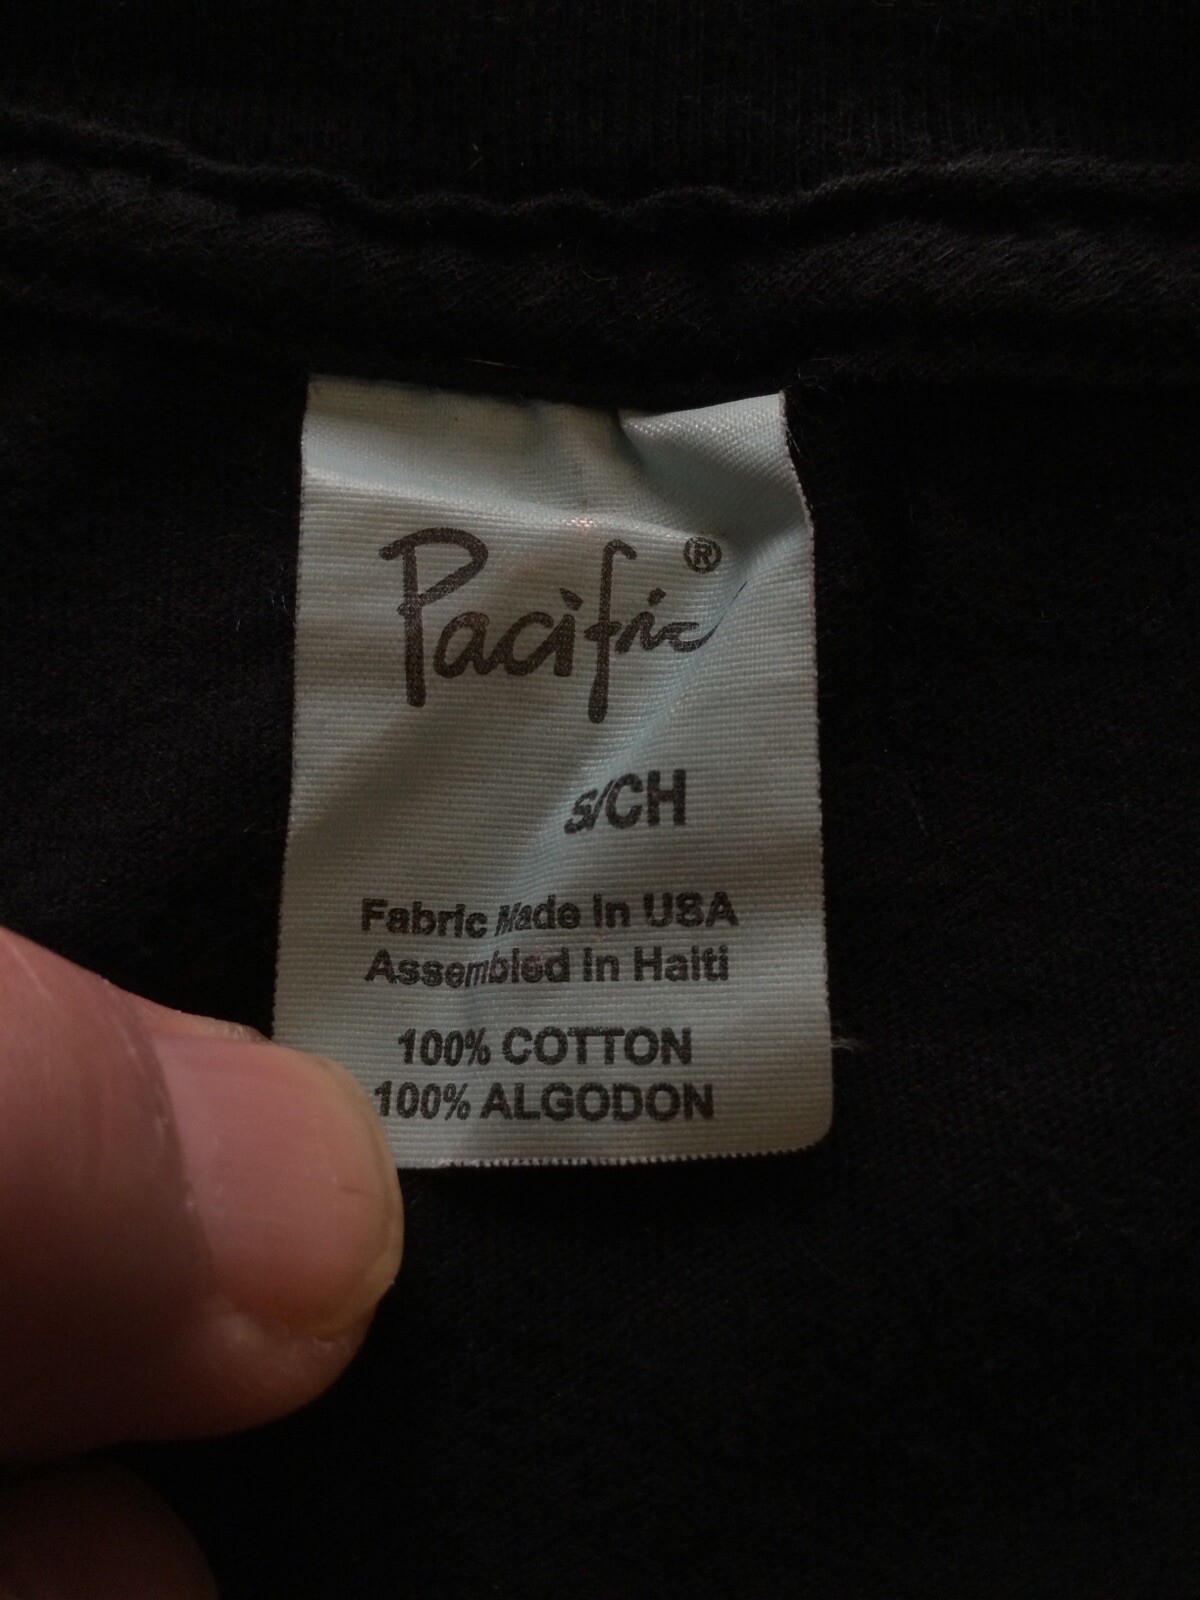 Pacific®
S/CH
Fabric Made In USA
Assembled In Haiti
100% COTTON
100% ALGODON